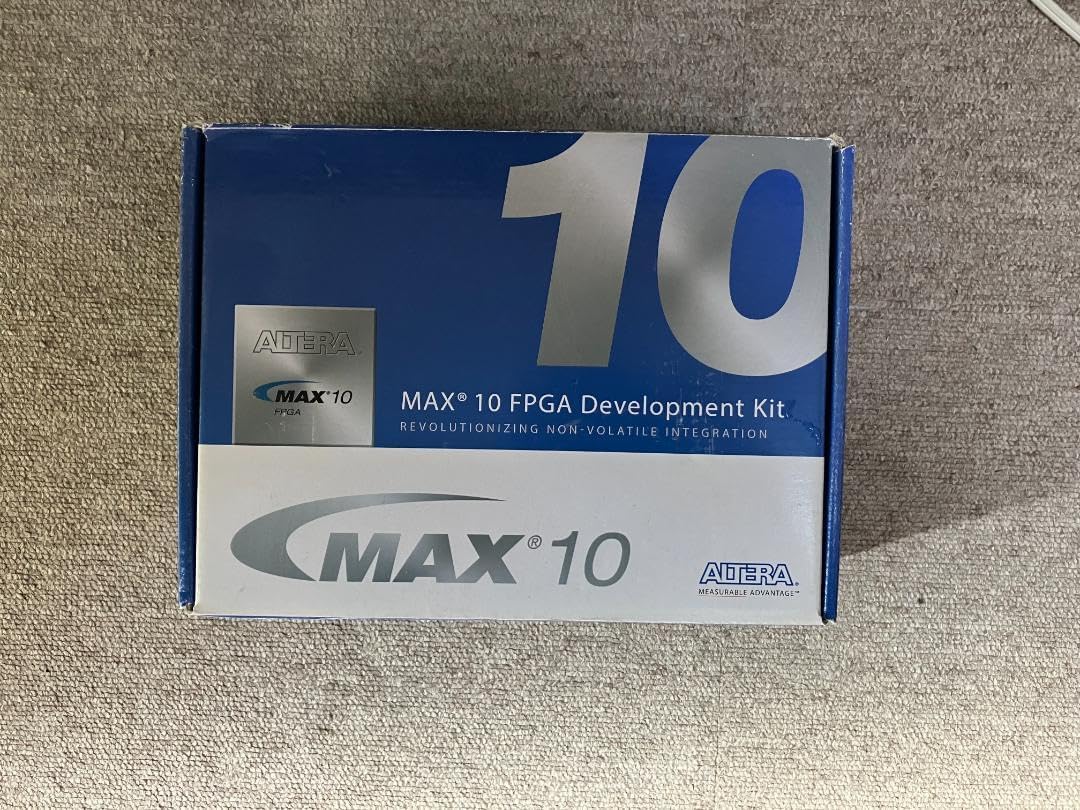 10
ALTERA®
MAX®10
FPGA
MAX® 10 FPGA Development Kit
REVOLUTIONIZING NON-VOLATILE INTEGRATION
MAX® 10
ALTERA®
MEASURABLE ADVANTAGE™